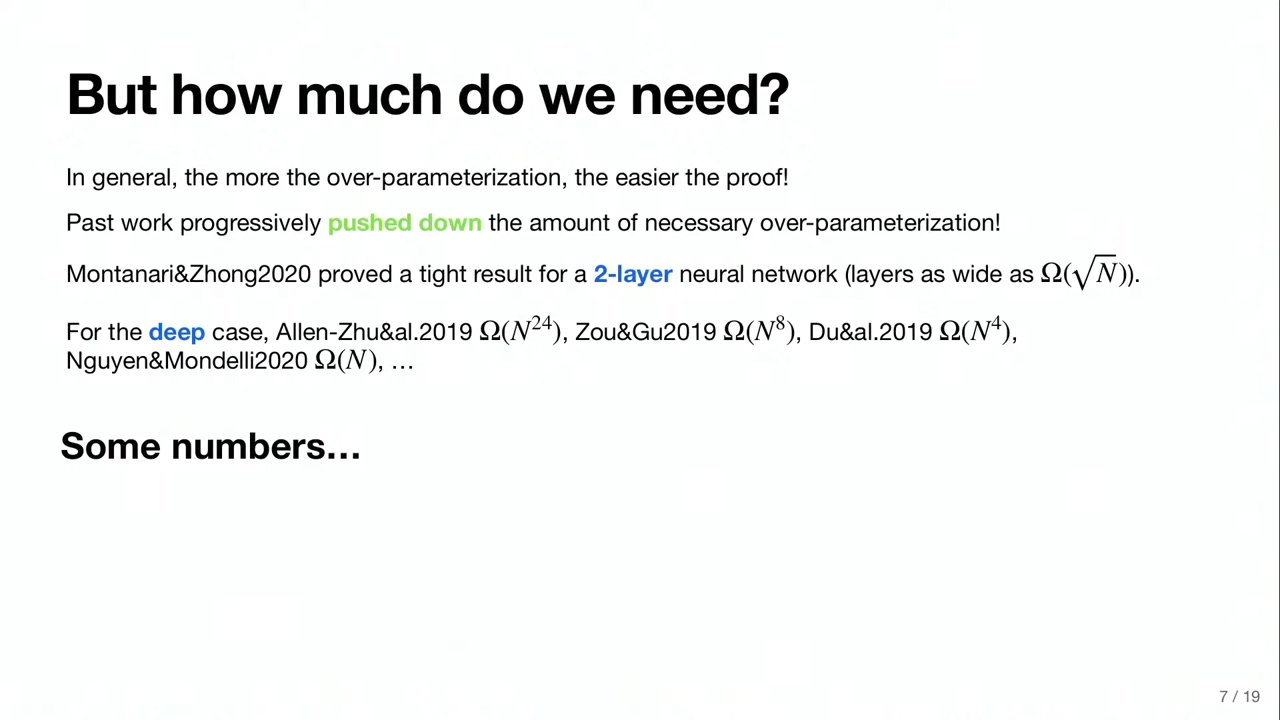 But how much do we need?
In general, the more the over-parameterization, the easier the proof!
Past work progressively pushed down the amount of necessary over-parameterization!
Montanari&Zhong2020 proved a tight result for a 2-layer neural network (layers as wide as Ω(√N)).
For the deep case, Allen-Zhu&al.2019 Ω(N²⁴), Zou&Gu2019 Ω(N⁸), Du&al.2019 Ω(N⁴),
Nguyen&Mondelli2020 Ω(N), …
Some numbers…
7 / 19